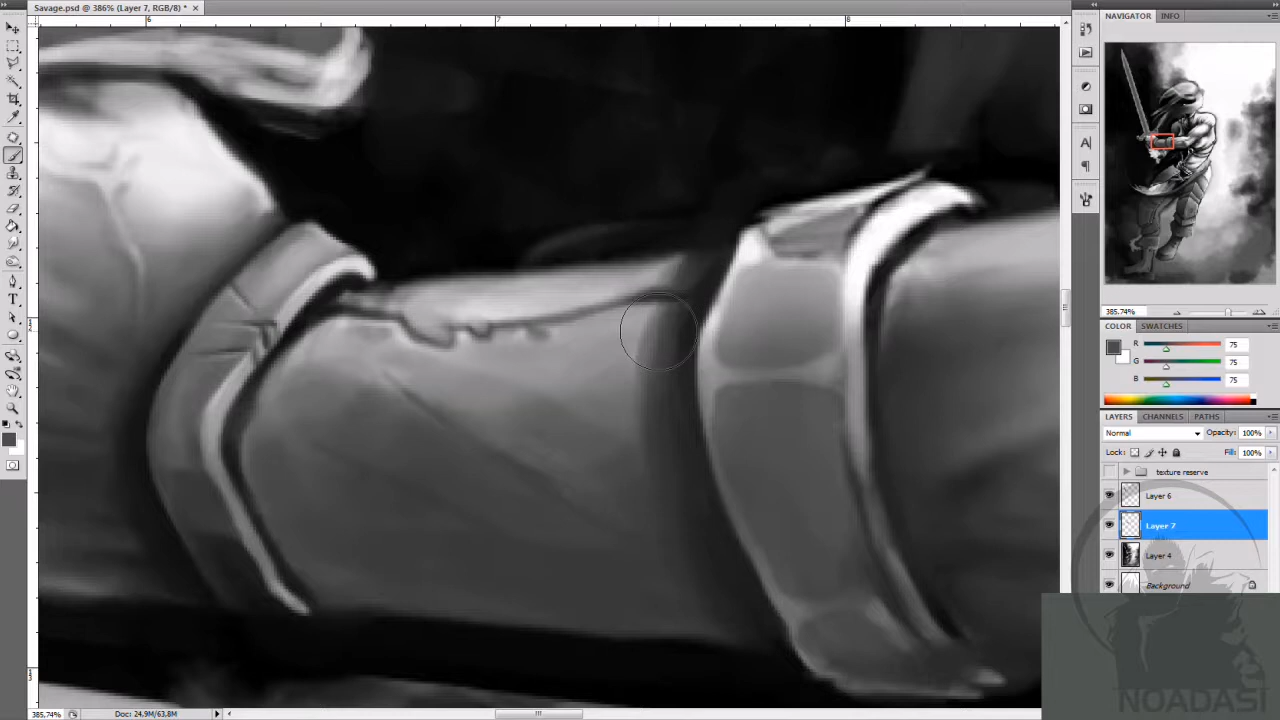 Savage.psd @ 386% (Layer 7, RGB/8) * ×
6 7 8
NAVIGATOR INFO
385.74%
COLOR SWATCHES
R 75
G 75
B 75
LAYERS CHANNELS PATHS
Normal Opacity: 100%
Lock: Fill: 100%
texture reserve
Layer 6
Layer 7
Layer 4
Background
NOADASI
385,74% Doc: 24,9M/63,8M